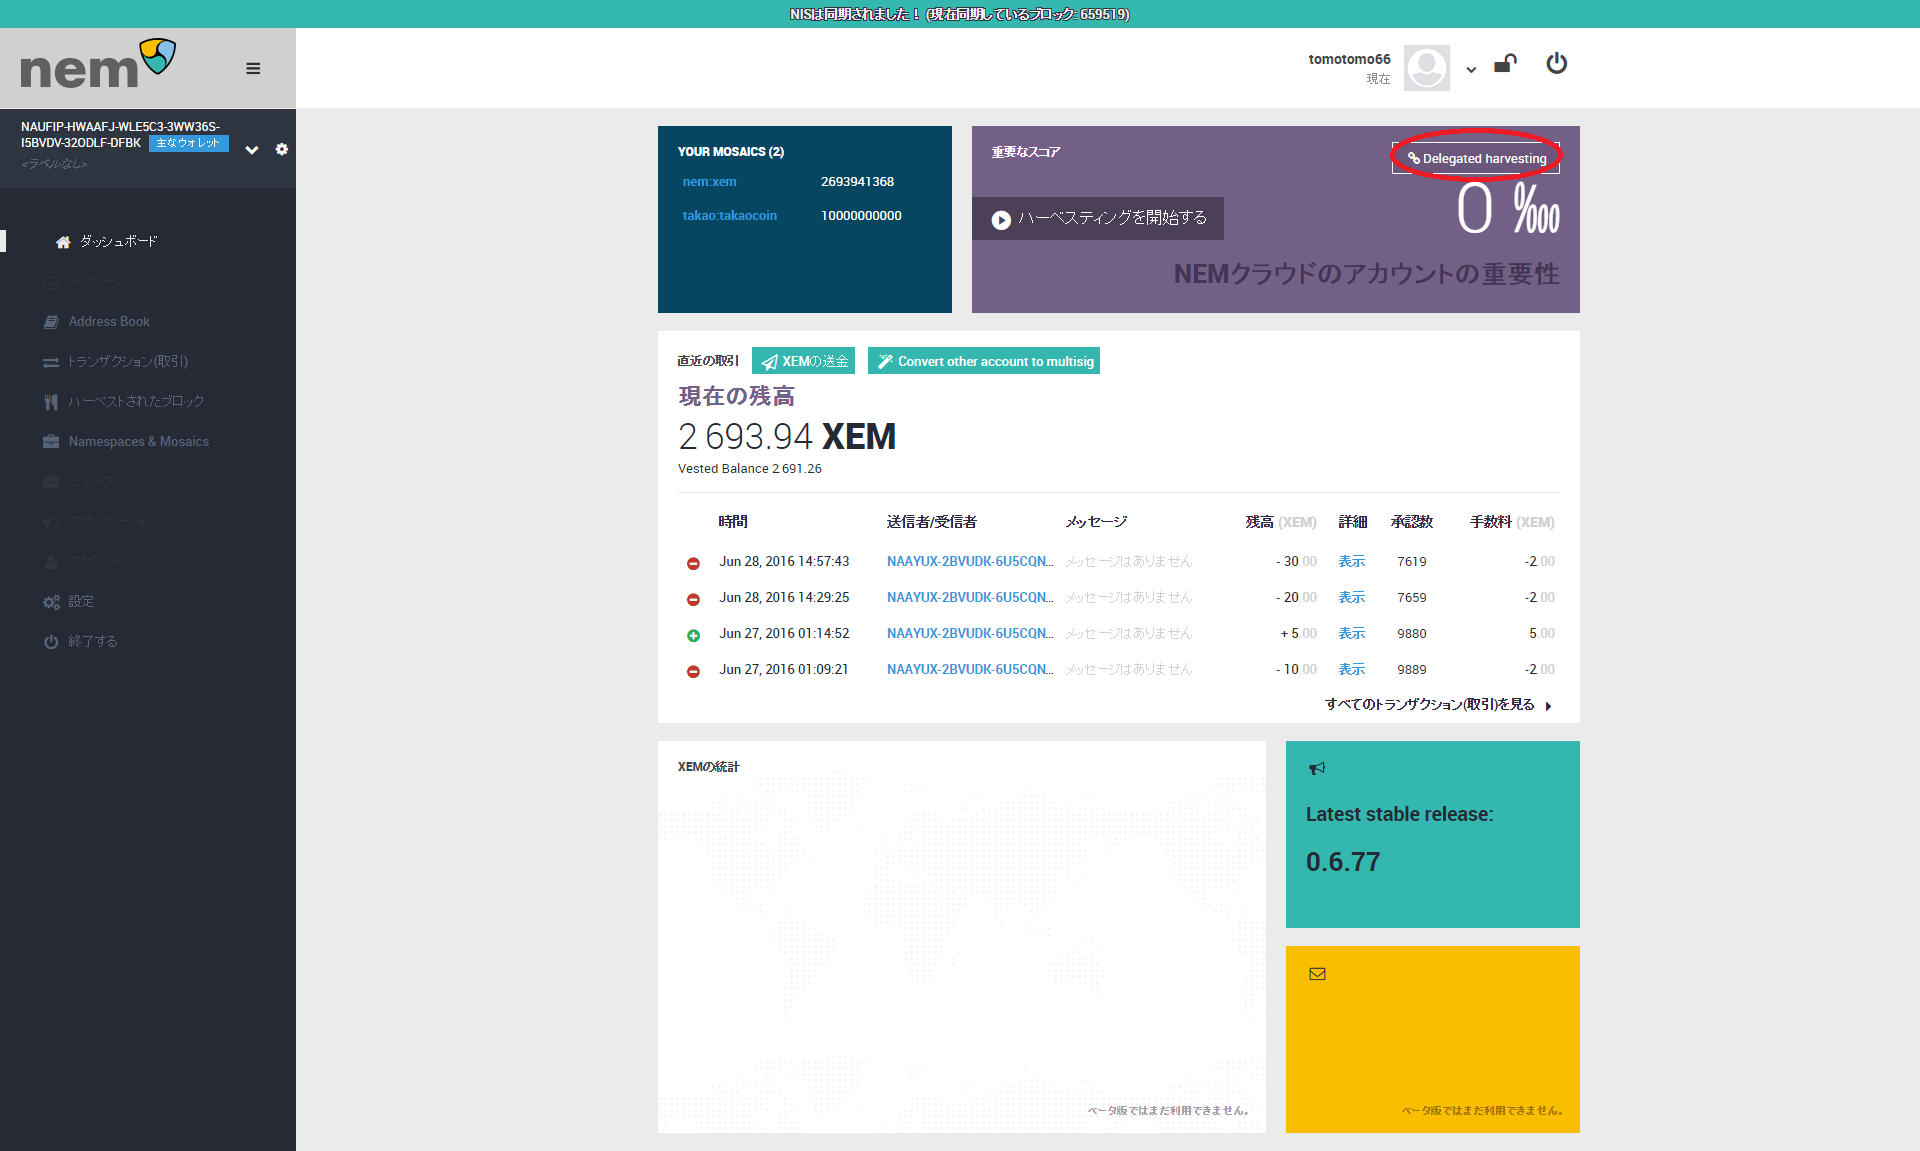 NISは同期されました！ (現在同期しているブロック: 659519)
nem
tomotomo66
現在
NAUFIP-HWAAFJ-WLE5C3-3WW36S-
I5BVDV-32ODLF-DFBK 主なウォレット
<ラベルなし>
ダッシュボード
メッセージ
Address Book
トランザクション(取引)
ハーベストされたブロック
Namespaces & Mosaics
ニュース
アプリケーション
アカウント
設定
終了する
YOUR MOSAICS (2)
nem:xem 2693941368
takao:takaocoin 10000000000
重要なスコア
Delegated harvesting
0 ‱
ハーベスティングを開始する
NEMクラウドのアカウントの重要性
直近の取引 XEMの送金 Convert other account to multisig
現在の残高
2 693.94 XEM
Vested Balance 2 691.26
時間 送信者/受信者 メッセージ 残高 (XEM) 詳細 承認数 手数料 (XEM)
Jun 28, 2016 14:57:43 NAAYUX-2BVUDK-6U5CQN... メッセージはありません - 30.00 表示 7619 -2.00
Jun 28, 2016 14:29:25 NAAYUX-2BVUDK-6U5CQN... メッセージはありません - 20.00 表示 7659 -2.00
Jun 27, 2016 01:14:52 NAAYUX-2BVUDK-6U5CQN... メッセージはありません + 5.00 表示 9880 5.00
Jun 27, 2016 01:09:21 NAAYUX-2BVUDK-6U5CQN... メッセージはありません - 10.00 表示 9889 -2.00
すべてのトランザクション(取引)を見る
XEMの統計
ベータ版ではまだ利用できません。
Latest stable release:
0.6.77
ベータ版ではまだ利用できません。